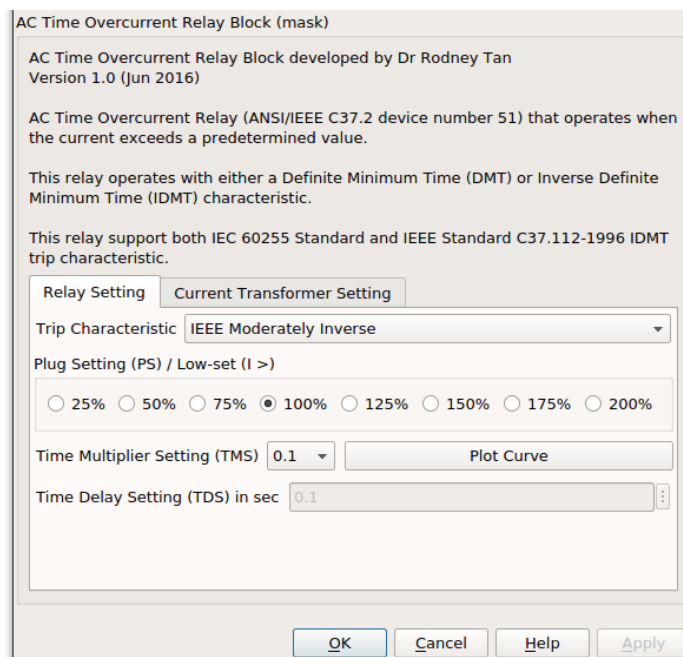 AC Time Overcurrent Relay Block (mask)
AC Time Overcurrent Relay Block developed by Dr Rodney Tan
Version 1.0 (Jun 2016)
AC Time Overcurrent Relay (ANSI/IEEE C37.2 device number 51) that operates when
the current exceeds a predetermined value.
This relay operates with either a Definite Minimum Time (DMT) or Inverse Definite
Minimum Time (IDMT) characteristic.
This relay support both IEC 60255 Standard and IEEE Standard C37.112-1996 IDMT
trip characteristic.
Relay Setting Current Transformer Setting
Trip Characteristic IEEE Moderately Inverse
Plug Setting (PS) / Low-set (I >)
25% 50% 75% 100% 125% 150% 175% 200%
Time Multiplier Setting (TMS) 0.1 Plot Curve
Time Delay Setting (TDS) in sec 0.1
OK Cancel Help Apply